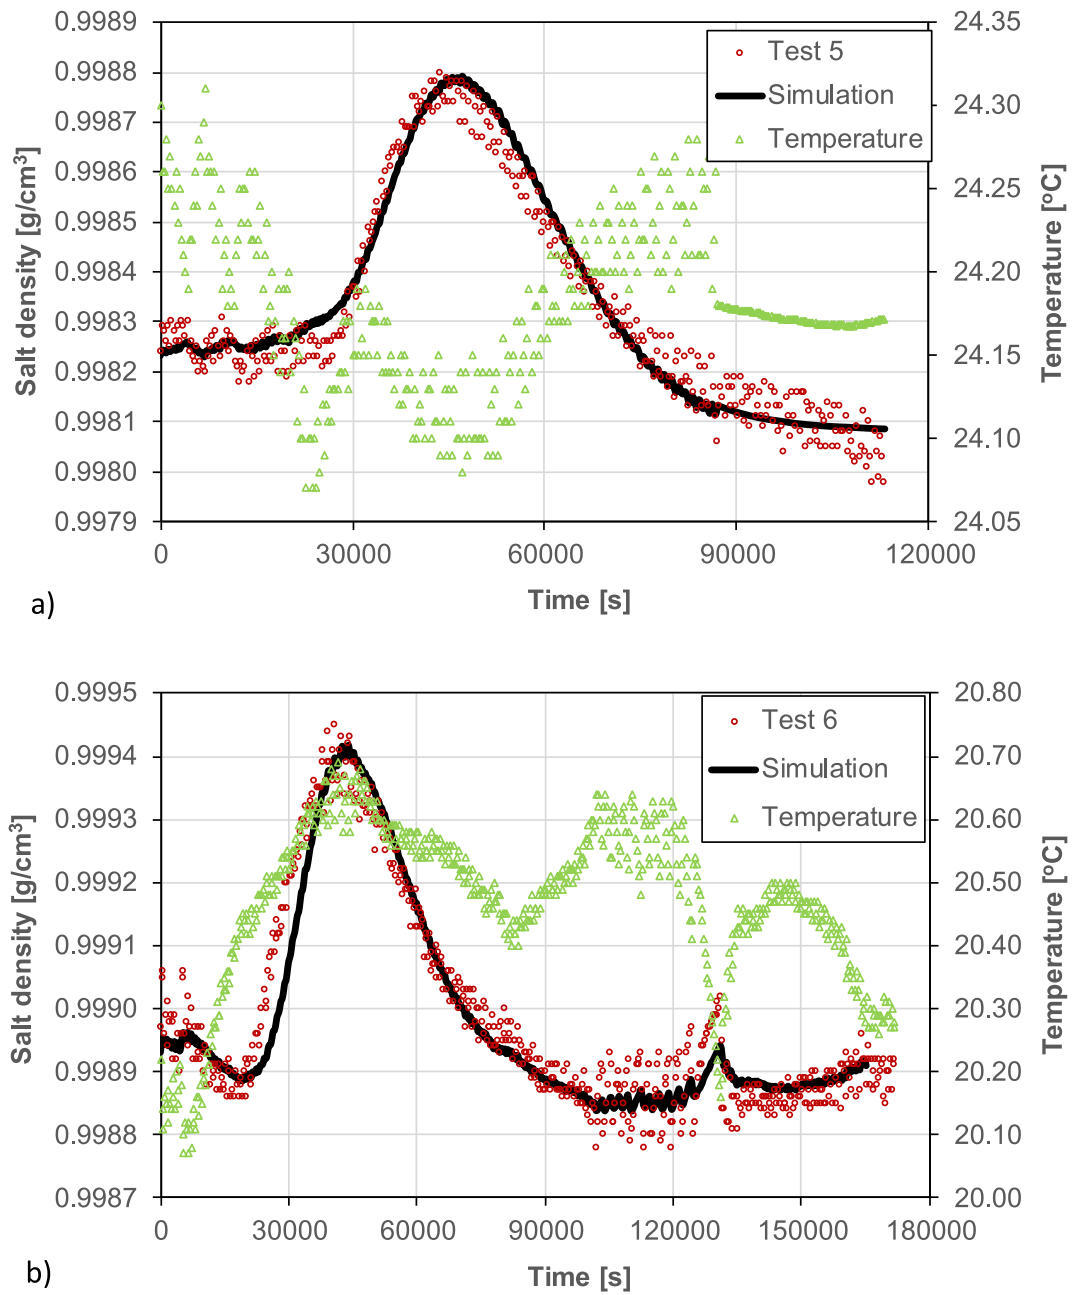 0.9989
0.9988
0.9987
0.9986
0.9985
0.9984
0.9983
0.9982
0.9981
0.9980
0.9979
Salt density [g/cm³]
24.35
24.30
24.25
24.20
24.15
24.10
24.05
Temperature [ºC]
Test 5
Simulation
Temperature
0 30000 60000 90000 120000
Time [s]
a)
0.9995
0.9994
0.9993
0.9992
0.9991
0.9990
0.9989
0.9988
0.9987
Salt density [g/cm³]
20.80
20.70
20.60
20.50
20.40
20.30
20.20
20.10
20.00
Temperature [ºC]
Test 6
Simulation
Temperature
0 30000 60000 90000 120000 150000 180000
Time [s]
b)